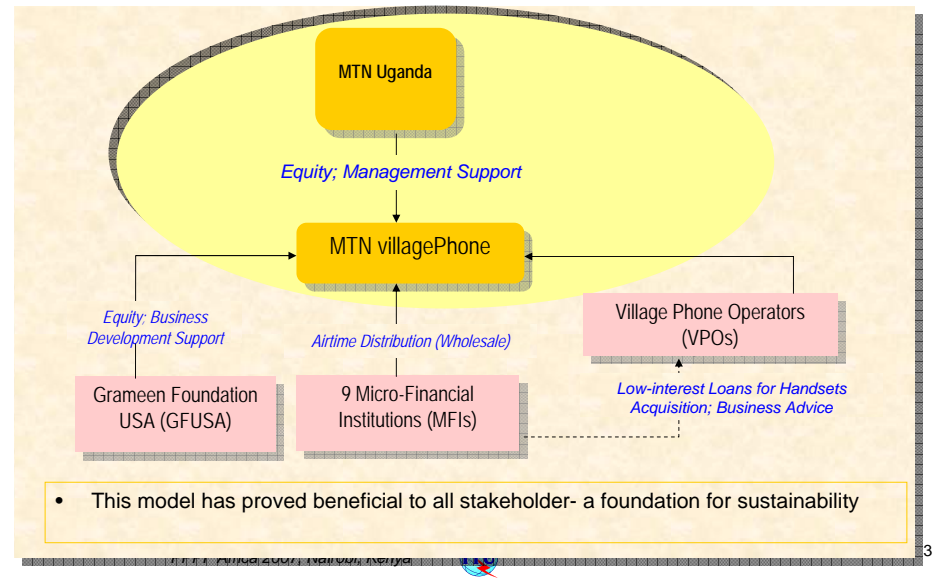 MTN Uganda
Equity; Management Support
MTN villagePhone
Equity; Business
Development Support
Airtime Distribution (Wholesale)
Village Phone Operators
(VPOs)
Low-interest Loans for Handsets
Acquisition; Business Advice
Grameen Foundation
USA (GFUSA)
9 Micro-Financial
Institutions (MFIs)
• This model has proved beneficial to all stakeholder- a foundation for sustainability
Africa 2007, Nairobi, Kenya
3